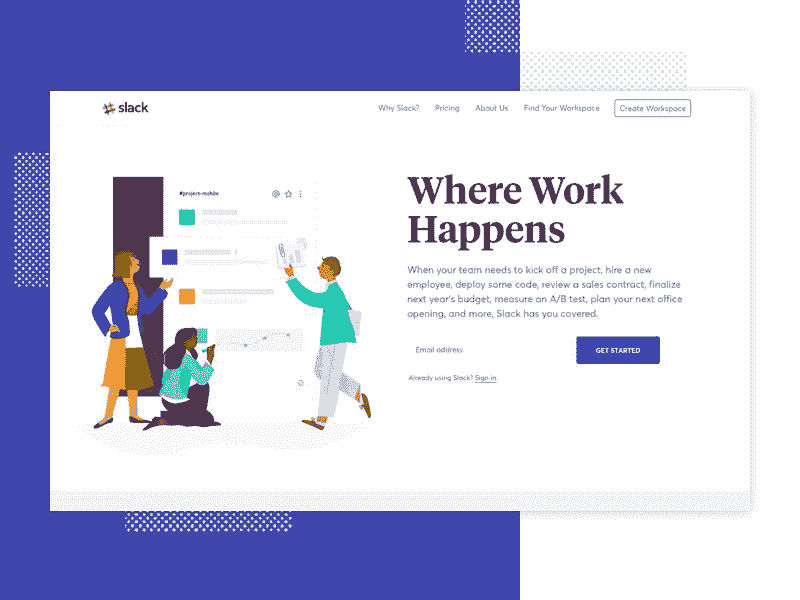 slack
Why Slack?
Pricing
About Us
Find Your Workspace
Create Workspace
#project-mobile
Where Work
Happens
When your team needs to kick off a project, hire a new
employee, deploy some code, review a sales contract, finalize
next year's budget, measure an A/B test, plan your next office
opening, and more, Slack has you covered.
Email address
GET STARTED
Already using Slack? Sign in.